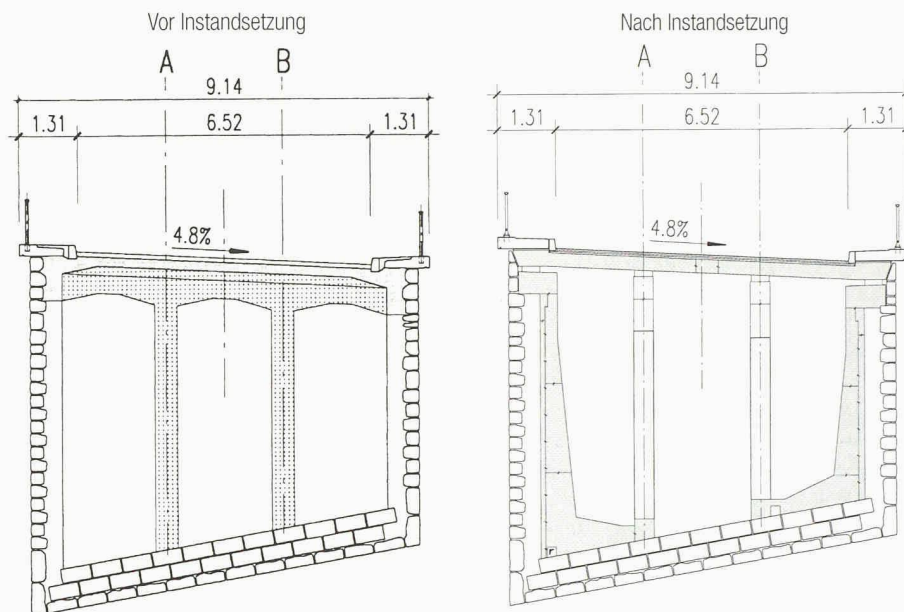 Vor Instandsetzung
A B
9.14
1.31 6.52 1.31
4.8%
Nach Instandsetzung
A B
9.14
1.31 6.52 1.31
4.8%